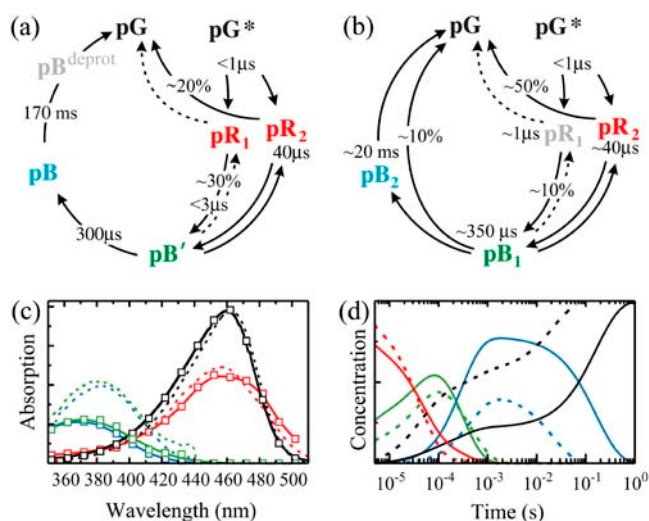 (a)
pG
pG*
pB^deprot
~20%
<1μs
170 ms
pR₁
pR₂
~30%
40μs
<3μs
pB
300μs
pB′
(b)
pG
pG*
~50%
<1μs
~10%
~1μs
pR₁
pR₂
~40μs
~20 ms
pB₂
~10%
~350 μs
pB₁
(c)
Absorption
360 380 400 420 440 460 480 500
Wavelength (nm)
(d)
Concentration
10⁻⁵ 10⁻⁴ 10⁻³ 10⁻² 10⁻¹ 10⁰
Time (s)